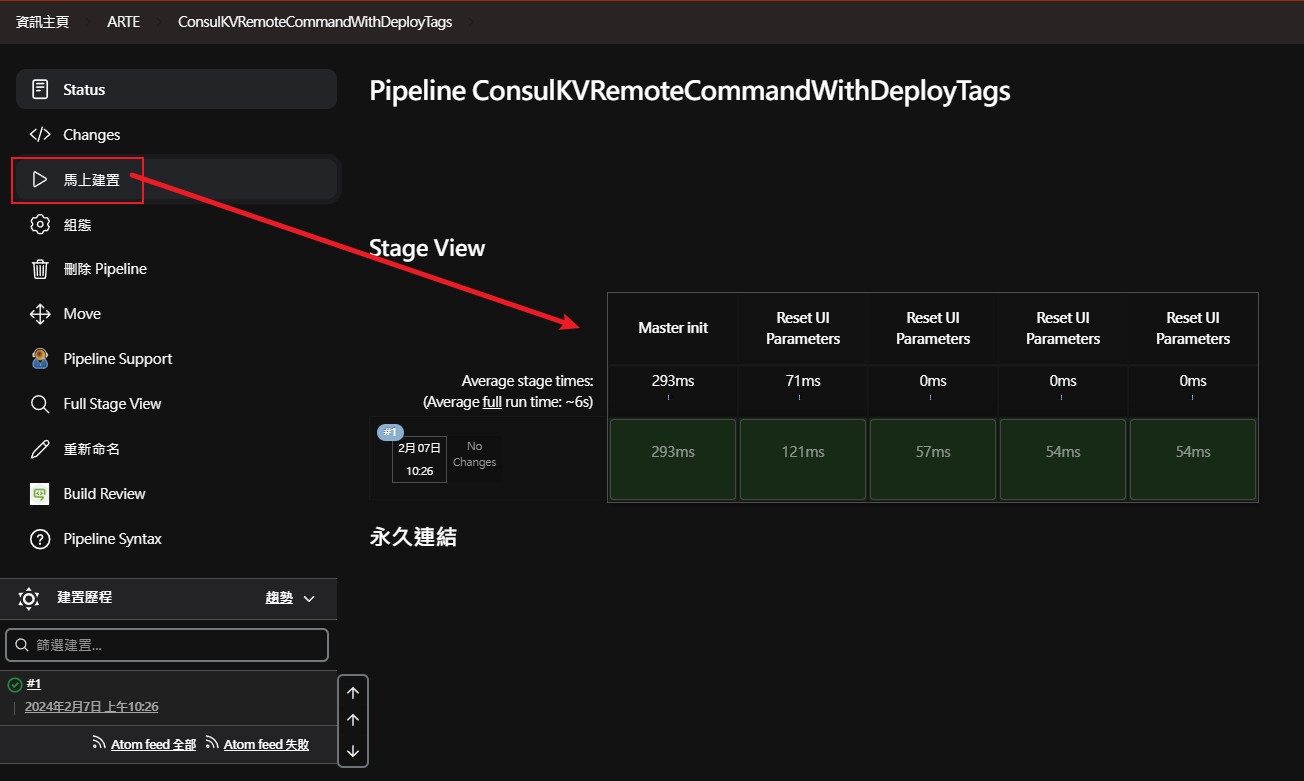 資訊主頁 ARTE ConsulKVRemoteCommandWithDeployTags
Status
Changes
馬上建置
組態
刪除 Pipeline
Move
Pipeline Support
Full Stage View
重新命名
Build Review
Pipeline Syntax
建置歷程 趨勢
篩選建置...
#1
2024年2月7日 上午10:26
Atom feed 全部 Atom feed 失敗
Pipeline ConsulKVRemoteCommandWithDeployTags
Stage View
Master init
Reset UI
Parameters
Reset UI
Parameters
Reset UI
Parameters
Reset UI
Parameters
Average stage times:
(Average full run time: ~6s)
293ms 71ms 0ms 0ms 0ms
#1
2月 07日
10:26
No
Changes
293ms 121ms 57ms 54ms 54ms
永久連結